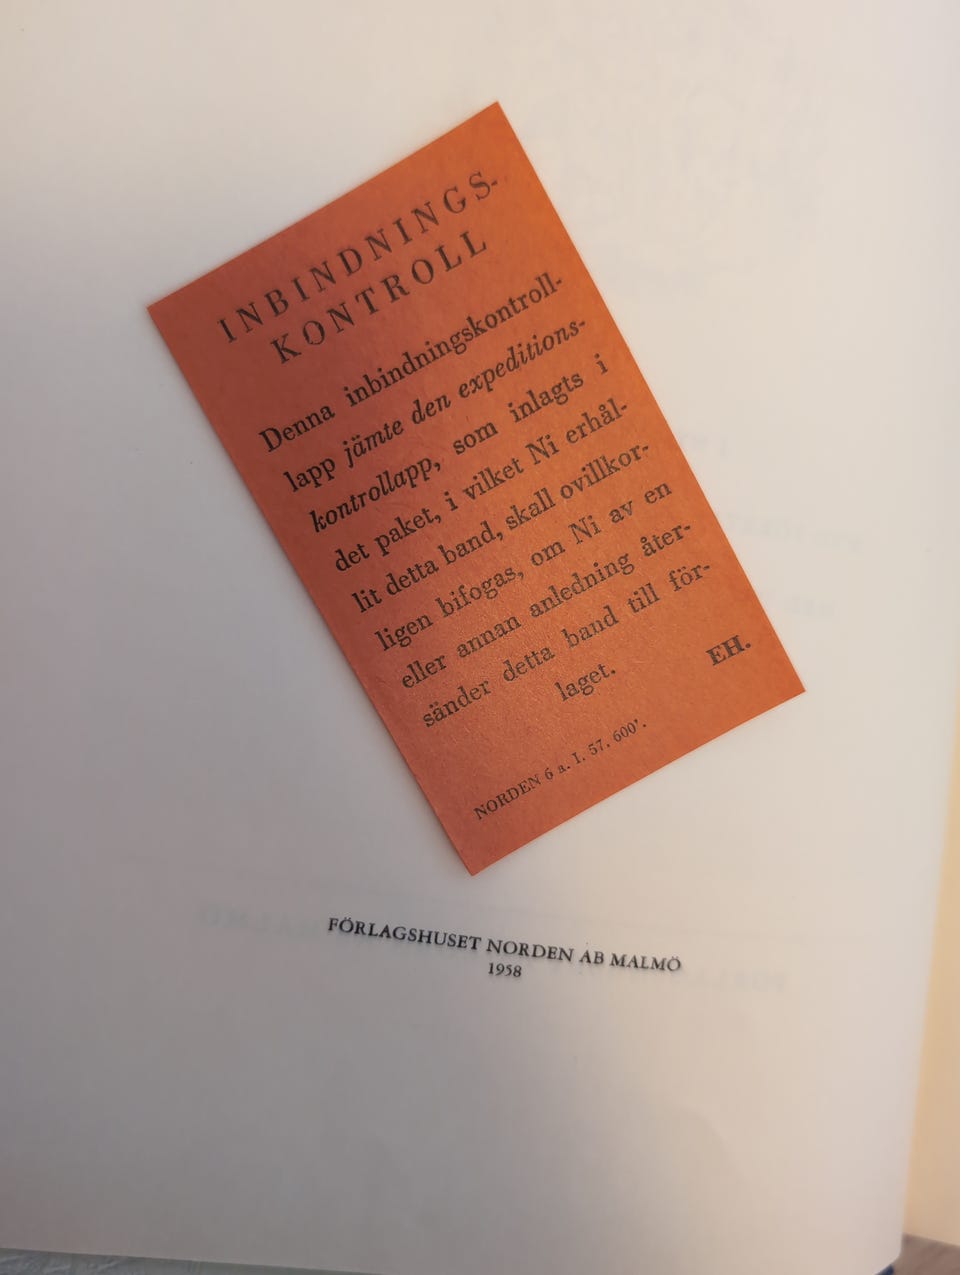 INBINDNINGS-
KONTROLL
Denna inbindningskontroll-
lapp jämte den expeditions-
kontrollapp, som inlagts i
det paket, i vilket Ni erhål-
lit detta band, skall ovillkor-
ligen bifogas, om Ni av en
eller annan anledning åter-
sänder detta band till för-
laget. EH.
NORDEN 6 a. I. 57. 600'.
FÖRLAGSHUSET NORDEN AB MALMÖ
1958